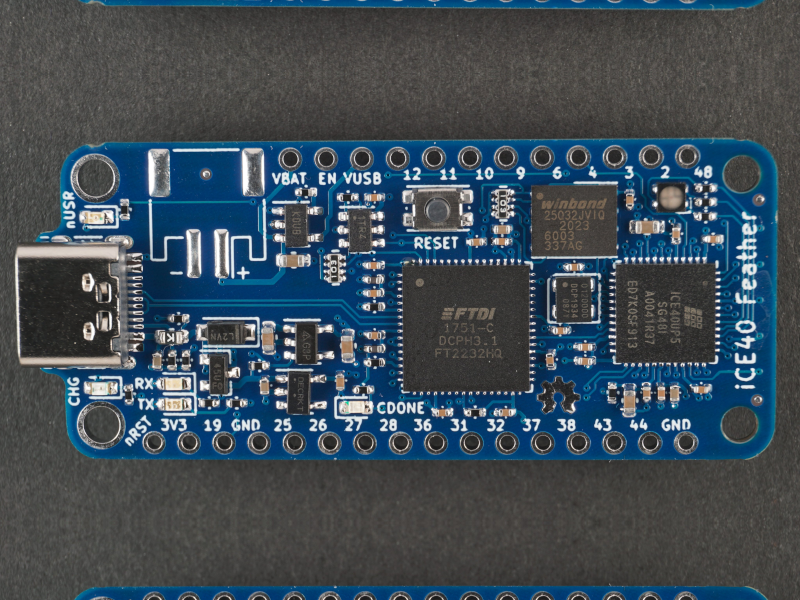 VBAT EN VUSB 12 11 10 9 6 4 3 2 48
nUSR
RESET
winbond
25Q32JVIQ
2023
6003
337AG
FTDI
1751-C
DCPH3.1
FT2232HQ
iCE40UP5
SG48I
iCE40 Feather
- +
CHG
RX
TX
CDONE
nRST 3V3 19 GND 25 26 27 28 36 31 32 37 38 43 44 GND